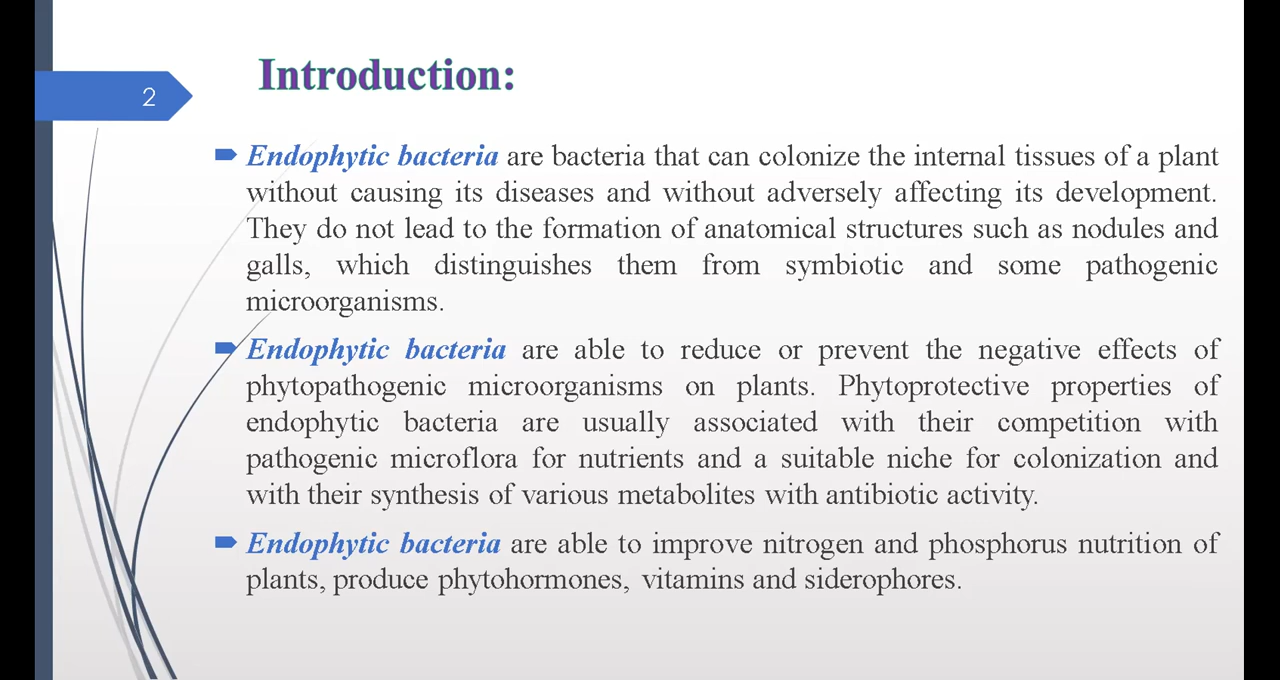 2
Introduction:
Endophytic bacteria are bacteria that can colonize the internal tissues of a plant
without causing its diseases and without adversely affecting its development.
They do not lead to the formation of anatomical structures such as nodules and
galls, which distinguishes them from symbiotic and some pathogenic
microorganisms.
Endophytic bacteria are able to reduce or prevent the negative effects of
phytopathogenic microorganisms on plants. Phytoprotective properties of
endophytic bacteria are usually associated with their competition with
pathogenic microflora for nutrients and a suitable niche for colonization and
with their synthesis of various metabolites with antibiotic activity.
Endophytic bacteria are able to improve nitrogen and phosphorus nutrition of
plants, produce phytohormones, vitamins and siderophores.